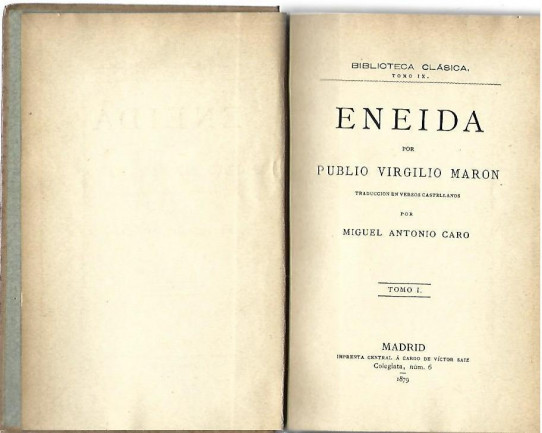 BIBLIOTECA CLÁSICA.
TOMO IX.
ENEIDA
POR
PUBLIO VIRGILIO MARON
TRADUCCION EN VERSOS CASTELLANOS
POR
MIGUEL ANTONIO CARO
TOMO I.
MADRID
IMPRENTA CENTRAL Á CARGO DE VÍCTOR SAIZ
Colegiata, núm. 6
1879